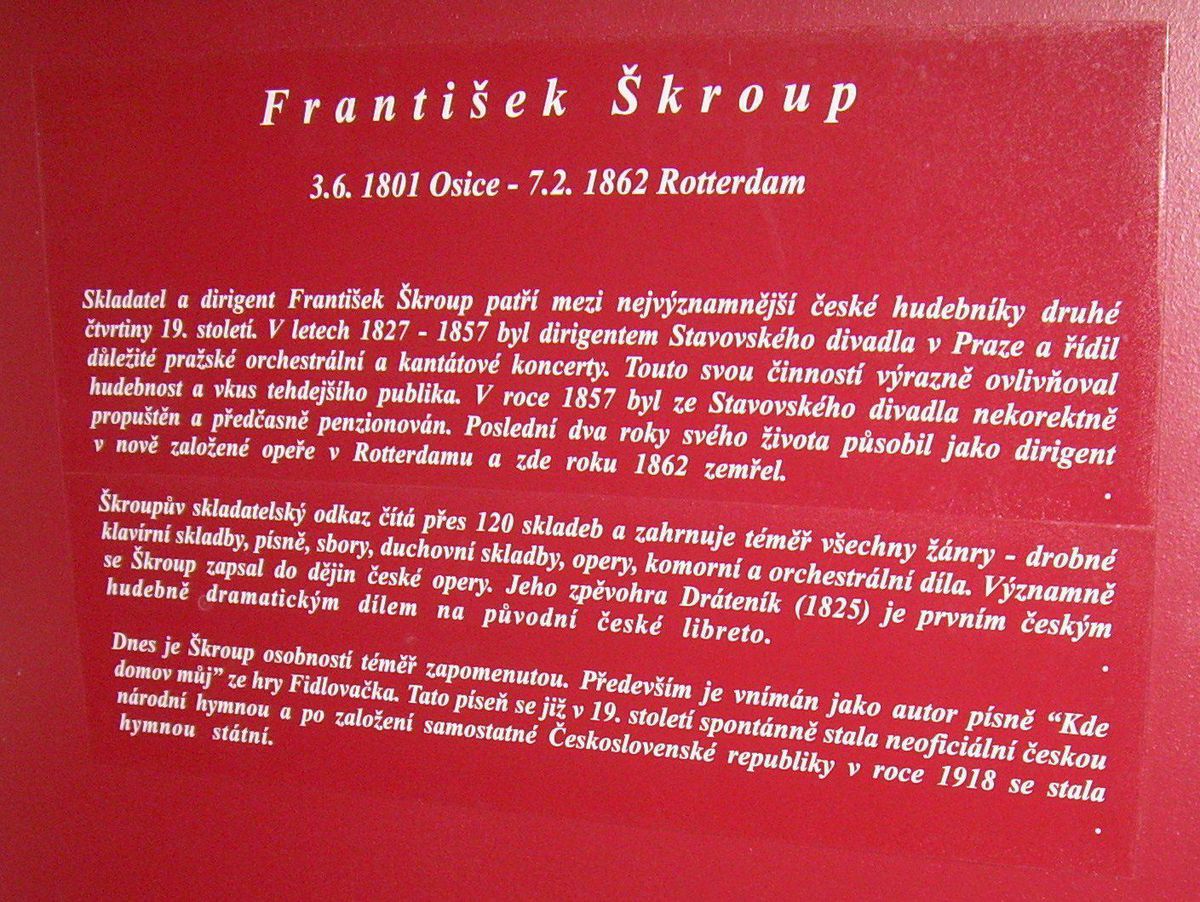 František Škroup
3.6. 1801 Osice - 7.2. 1862 Rotterdam
Skladatel a dirigent František Škroup patří mezi nejvýznamnější české hudebníky druhé
čtvrtiny 19. století. V letech 1827 - 1857 byl dirigentem Stavovského divadla v Praze a řídil
důležité pražské orchestrální a kantátové koncerty. Touto svou činností výrazně ovlivňoval
hudebnost a vkus tehdejšího publika. V roce 1857 byl ze Stavovského divadla nekorektně
propuštěn a předčasně penzionován. Poslední dva roky svého života působil jako dirigent
v nově založené opeře v Rotterdamu a zde roku 1862 zemřel.
.
Škroupův skladatelský odkaz čítá přes 120 skladeb a zahrnuje téměř všechny žánry - drobné
klavírní skladby, písně, sbory, duchovní skladby, opery, komorní a orchestrální díla. Významně
se Škroup zapsal do dějin české opery. Jeho zpěvohra Dráteník (1825) je prvním českým
hudebně dramatickým dílem na původní české libreto.
.
Dnes je Škroup osobností téměř zapomenutou. Především je vnímán jako autor písně “Kde
domov můj” ze hry Fidlovačka. Tato píseň se již v 19. století spontánně stala neoficiální českou
národní hymnou a po založení samostatné Československé republiky v roce 1918 se stala
hymnou státní.
.